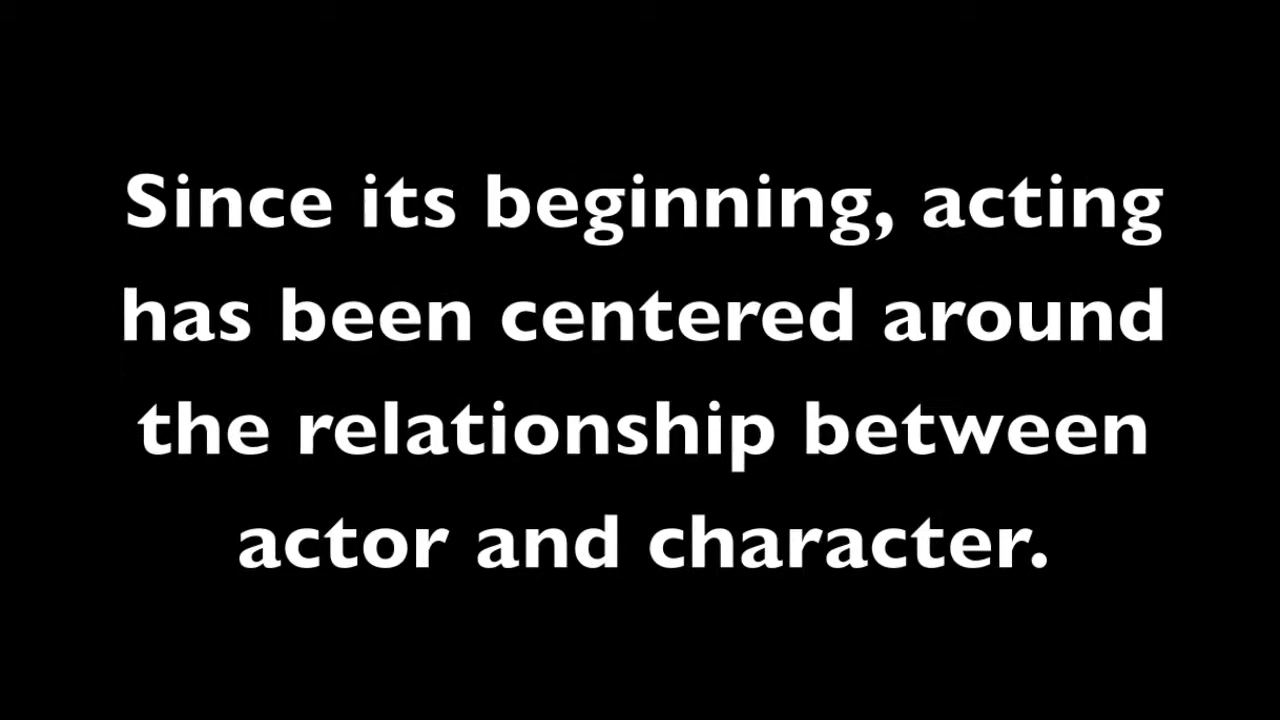 Since its beginning, acting
has been centered around
the relationship between
actor and character.